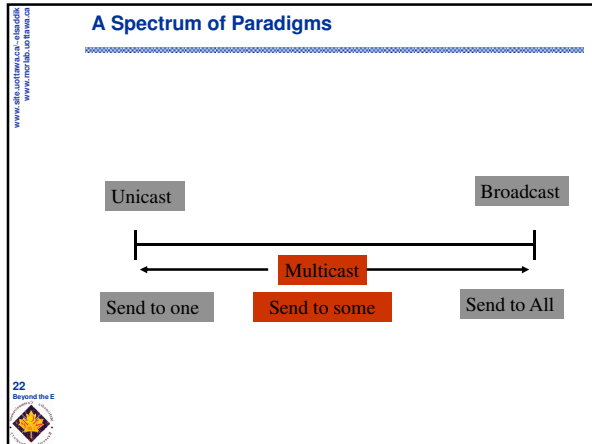 A Spectrum of Paradigms
www.site.uottawa.ca/~elsaddik
www.mcrlab.uottawa.ca
Unicast
Broadcast
Multicast
Send to one
Send to some
Send to All
22
Beyond the E